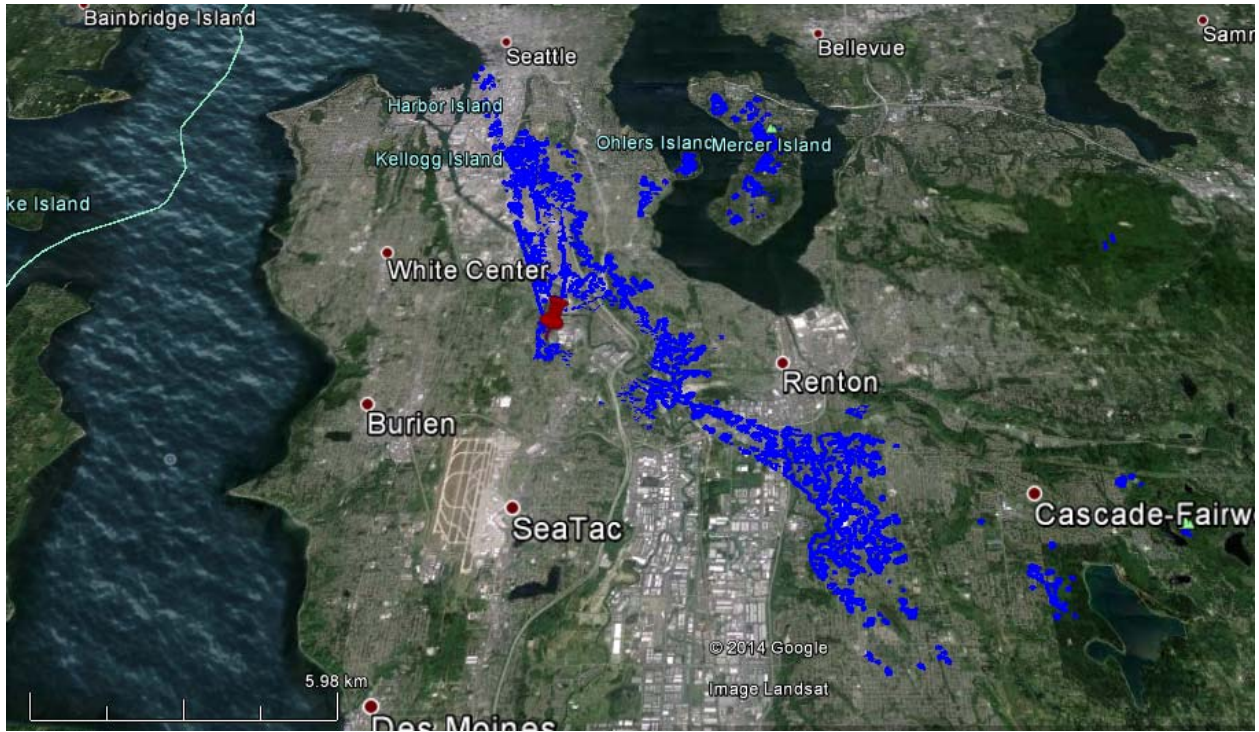 Bainbridge Island
Seattle
Bellevue
Samm
Harbor Island
Kellogg Island
Ohlers Island
Mercer Island
ke Island
White Center
Renton
Burien
SeaTac
Cascade-Fairw
© 2014 Google
Image Landsat
5.98 km
Des Moines